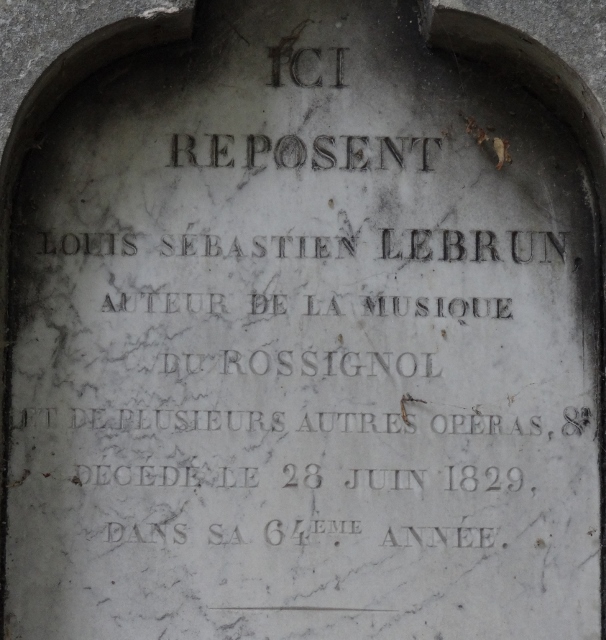 ICI
REPOSENT
LOUIS SÉBASTIEN LEBRUN,
AUTEUR DE LA MUSIQUE
DU ROSSIGNOL
ET DE PLUSIEURS AUTRES OPÉRAS, &ª
DÉCÉDÉ LE 28 JUIN 1829.
DANS SA 64ÈME ANNÉE.